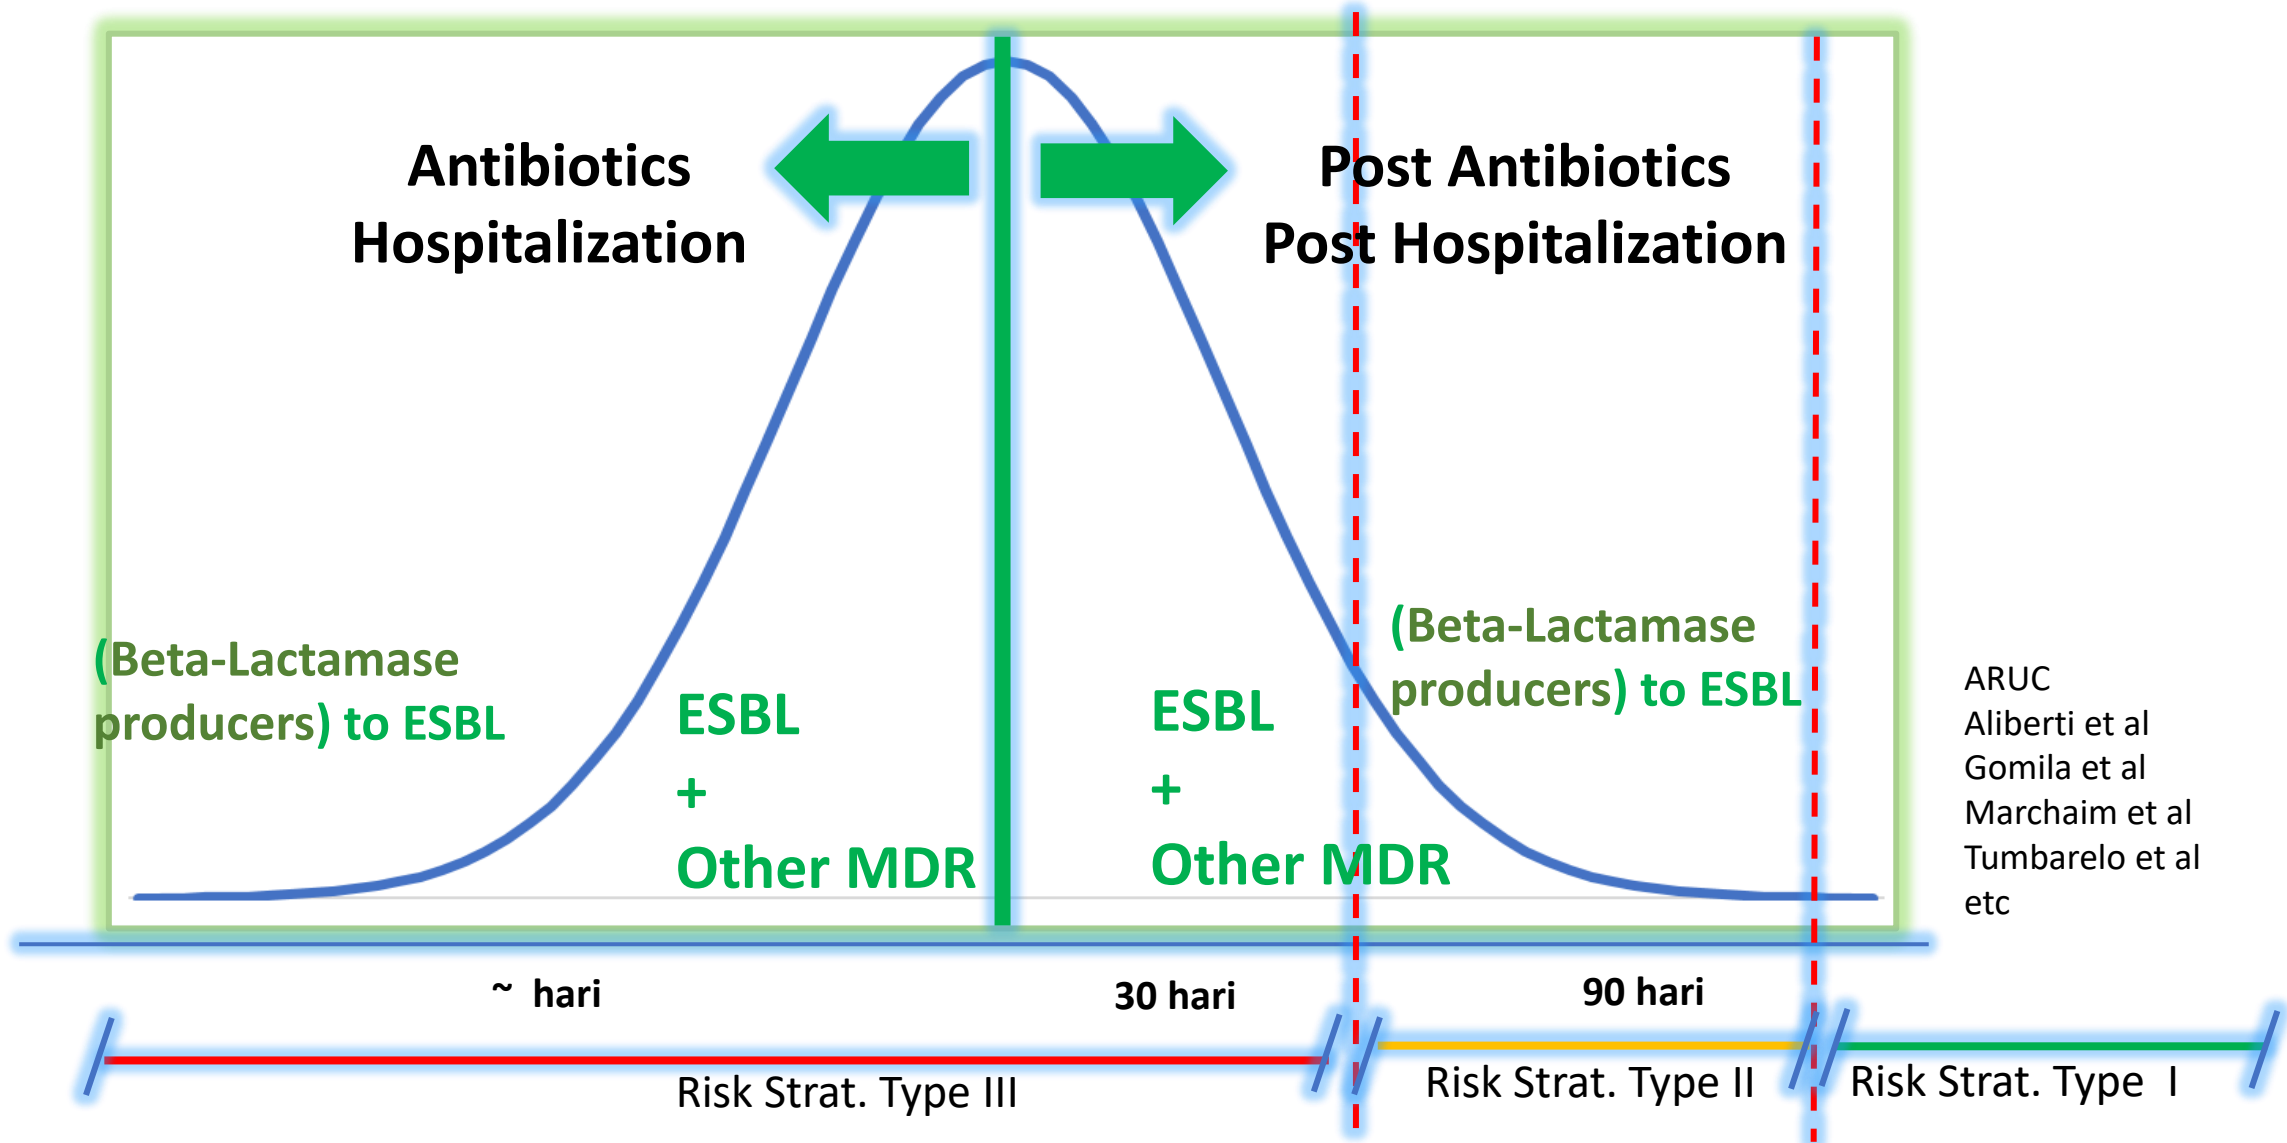 Antibiotics
Hospitalization
Post Antibiotics
Post Hospitalization
(Beta-Lactamase
producers) to ESBL
ESBL
+
Other MDR
ESBL
+
Other MDR
(Beta-Lactamase
producers) to ESBL
ARUC
Aliberti et al
Gomila et al
Marchaim et al
Tumbarelo et al
etc
~ hari
30 hari
90 hari
Risk Strat. Type III
Risk Strat. Type II
Risk Strat. Type I